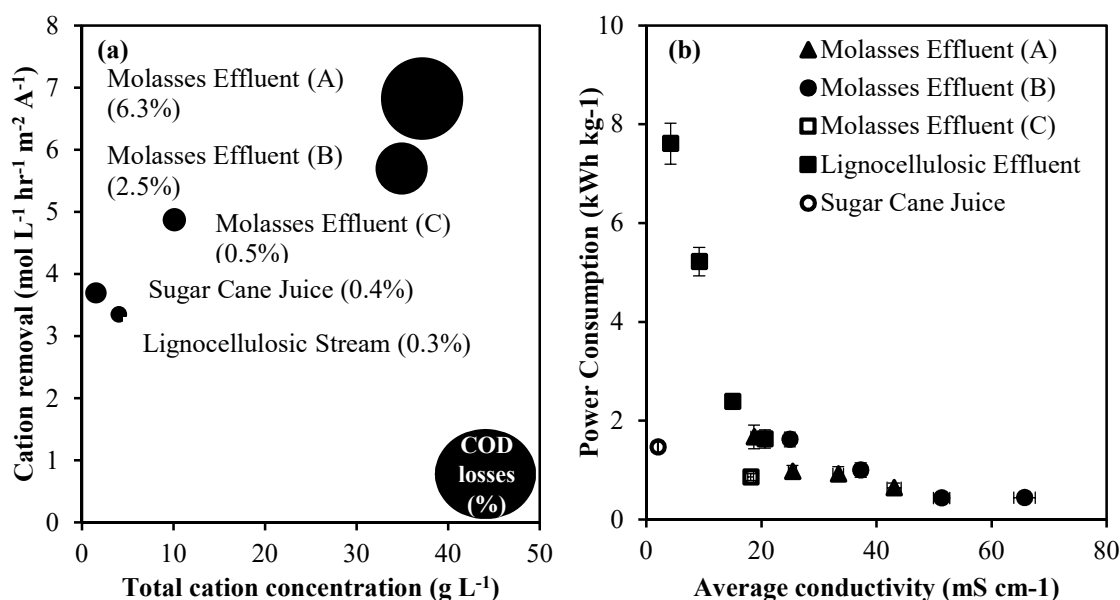 (a)
8
7
6
5
4
3
2
1
0
Cation removal (mol L-1 hr-1 m-2 A-1)
Molasses Effluent (A)
(6.3%)
Molasses Effluent (B)
(2.5%)
Molasses Effluent (C)
(0.5%)
Sugar Cane Juice (0.4%)
Lignocellulosic Stream (0.3%)
COD
losses
(%)
0 10 20 30 40 50
Total cation concentration (g L-1)
(b)
10
8
6
4
2
0
Power Consumption (kWh kg-1)
Molasses Effluent (A)
Molasses Effluent (B)
Molasses Effluent (C)
Lignocellulosic Effluent
Sugar Cane Juice
0 20 40 60 80
Average conductivity (mS cm-1)